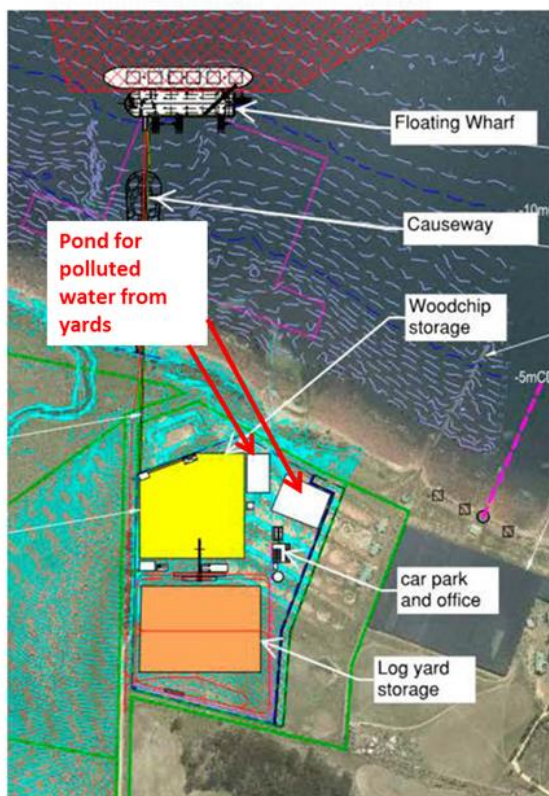 Floating Wharf
-10m
Causeway
Pond for
polluted
water from
yards
Woodchip
storage
-5mCD
car park
and office
Log yard
storage